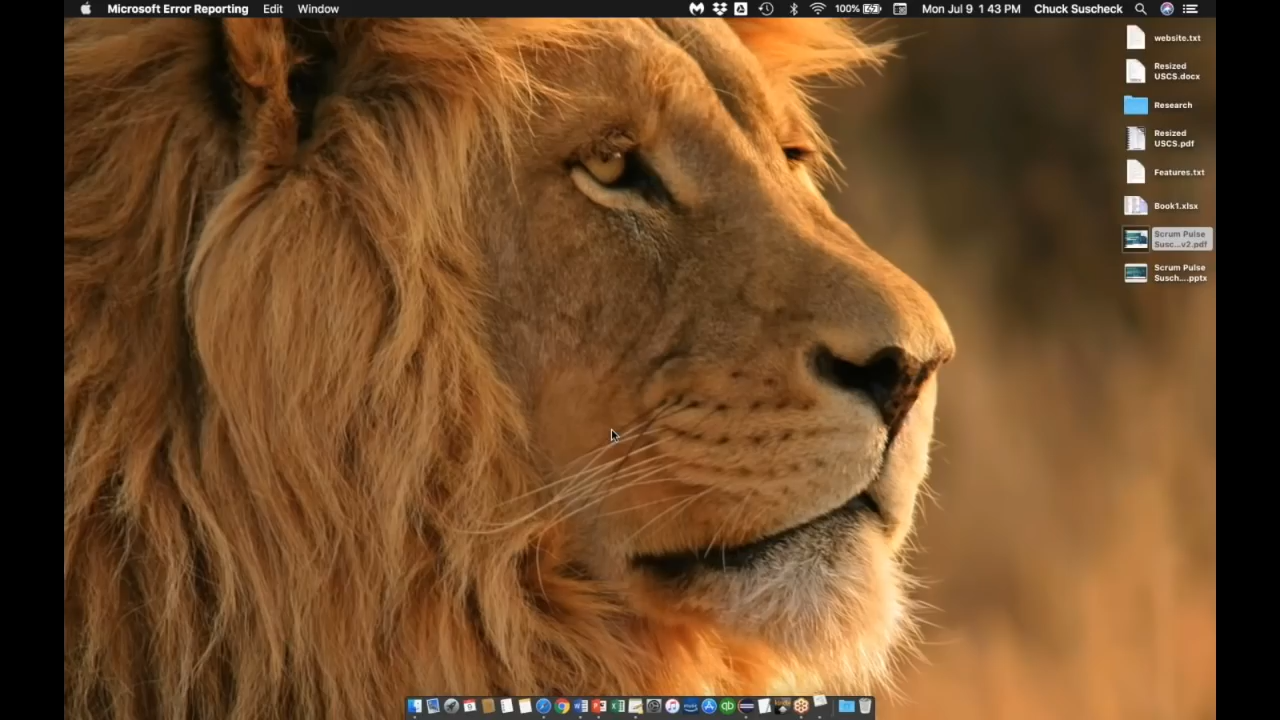 Microsoft Error Reporting Edit Window 100% Mon Jul 9 1:43 PM Chuck Suscheck
website.txt
Resized
USCS.docx
Research
Resized
USCS.pdf
Features.txt
Book1.xlsx
Scrum Pulse
Susc...v2.pdf
Scrum Pulse
Susch....pptx